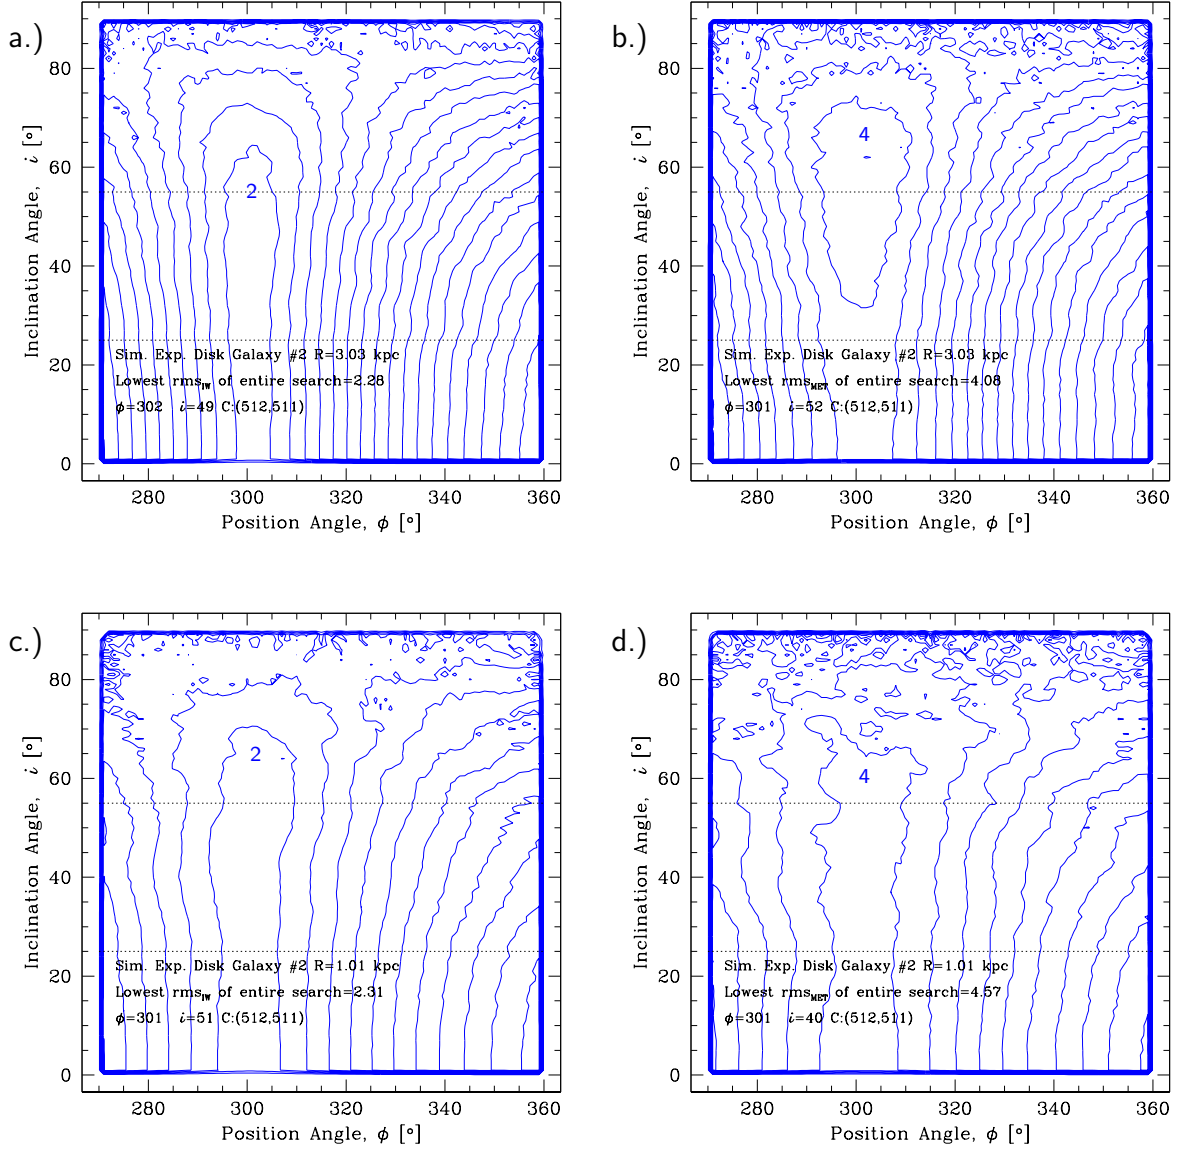 a.)
80
60
40
20
0
Inclination Angle, i [°]
2
Sim. Exp. Disk Galaxy #2 R=3.03 kpc
Lowest rms_IW of entire search=2.28
ϕ=302 i=49 C:(512,511)
280 300 320 340 360
Position Angle, ϕ [°]
b.)
80
60
40
20
0
Inclination Angle, i [°]
4
Sim. Exp. Disk Galaxy #2 R=3.03 kpc
Lowest rms_MET of entire search=4.08
ϕ=301 i=52 C:(512,511)
280 300 320 340 360
Position Angle, ϕ [°]
c.)
80
60
40
20
0
Inclination Angle, i [°]
2
Sim. Exp. Disk Galaxy #2 R=1.01 kpc
Lowest rms_IW of entire search=2.31
ϕ=301 i=51 C:(512,511)
280 300 320 340 360
Position Angle, ϕ [°]
d.)
80
60
40
20
0
Inclination Angle, i [°]
4
Sim. Exp. Disk Galaxy #2 R=1.01 kpc
Lowest rms_MET of entire search=4.57
ϕ=301 i=40 C:(512,511)
280 300 320 340 360
Position Angle, ϕ [°]